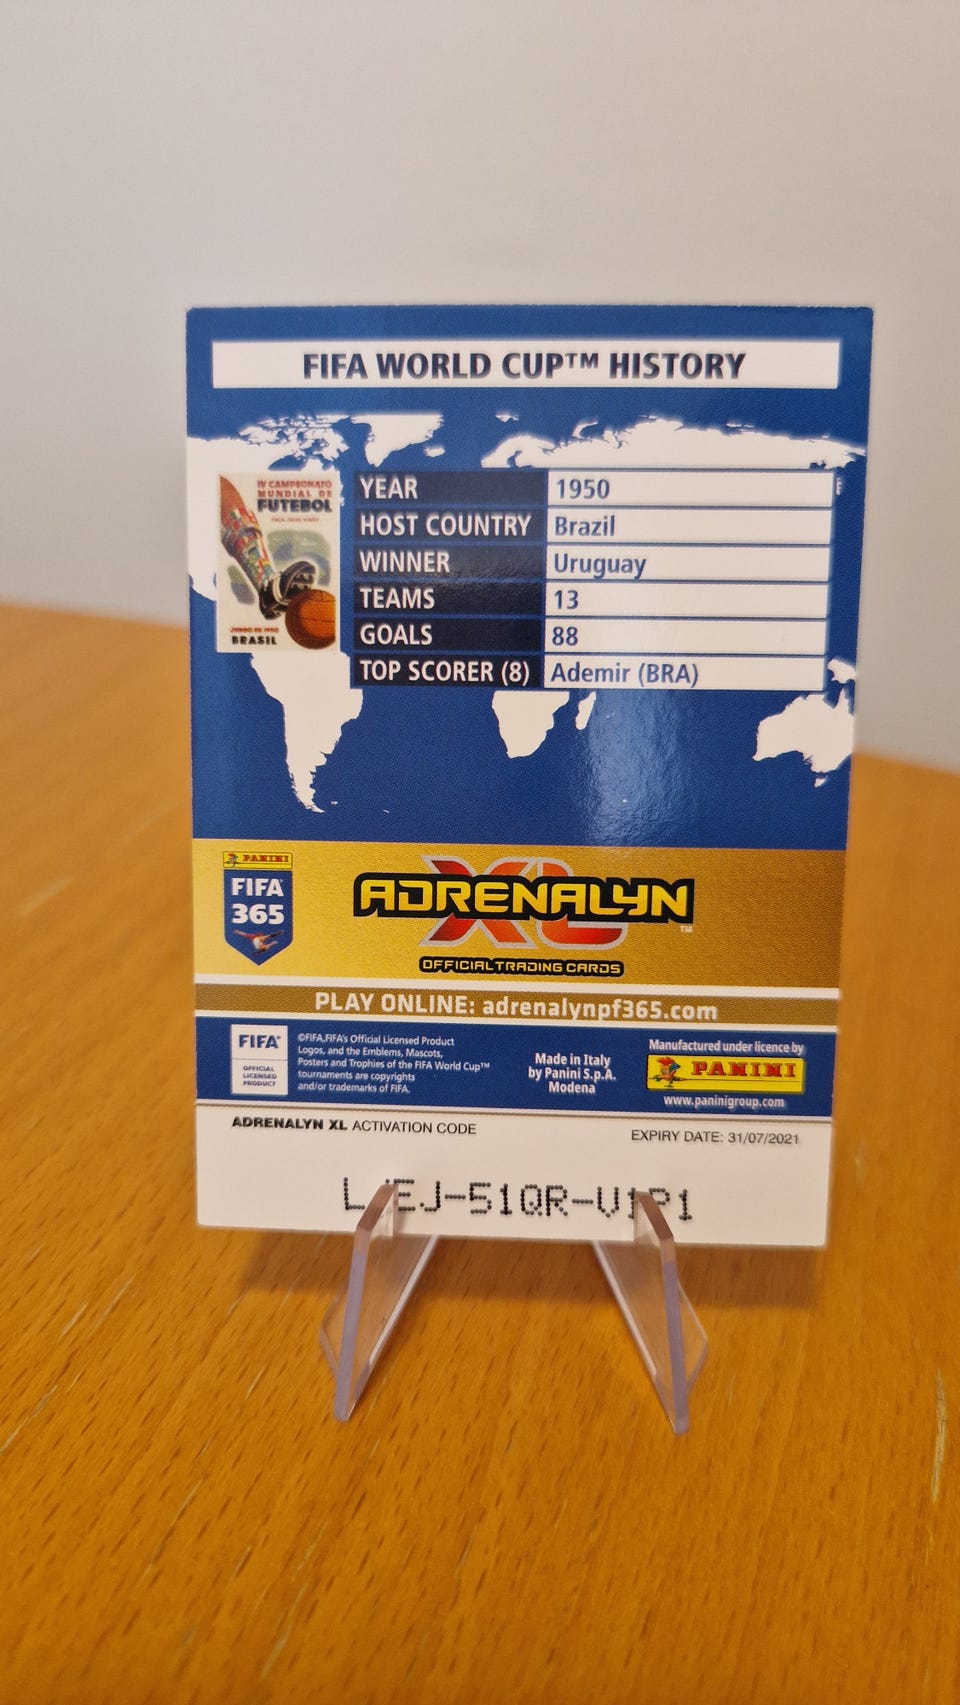 FIFA WORLD CUP™ HISTORY
IV CAMPEONATO
MUNDIAL DE
FUTEBOL
JUNHO DE 1950
BRASIL
YEAR 1950
HOST COUNTRY Brazil
WINNER Uruguay
TEAMS 13
GOALS 88
TOP SCORER (8) Ademir (BRA)
PANINI
FIFA
365
ADRENALYN
XL ™
OFFICIAL TRADING CARDS
PLAY ONLINE: adrenalynpf365.com
FIFA®
OFFICIAL
LICENSED
PRODUCT
©FIFA,FIFA's Official Licensed Product
Logos, and the Emblems, Mascots,
Posters and Trophies of the FIFA World Cup™
tournaments are copyrights
and/or trademarks of FIFA.
Made in Italy
by Panini S.p.A.
Modena
Manufactured under licence by
PANINI
www.paninigroup.com
ADRENALYN XL ACTIVATION CODE
EXPIRY DATE: 31/07/2021